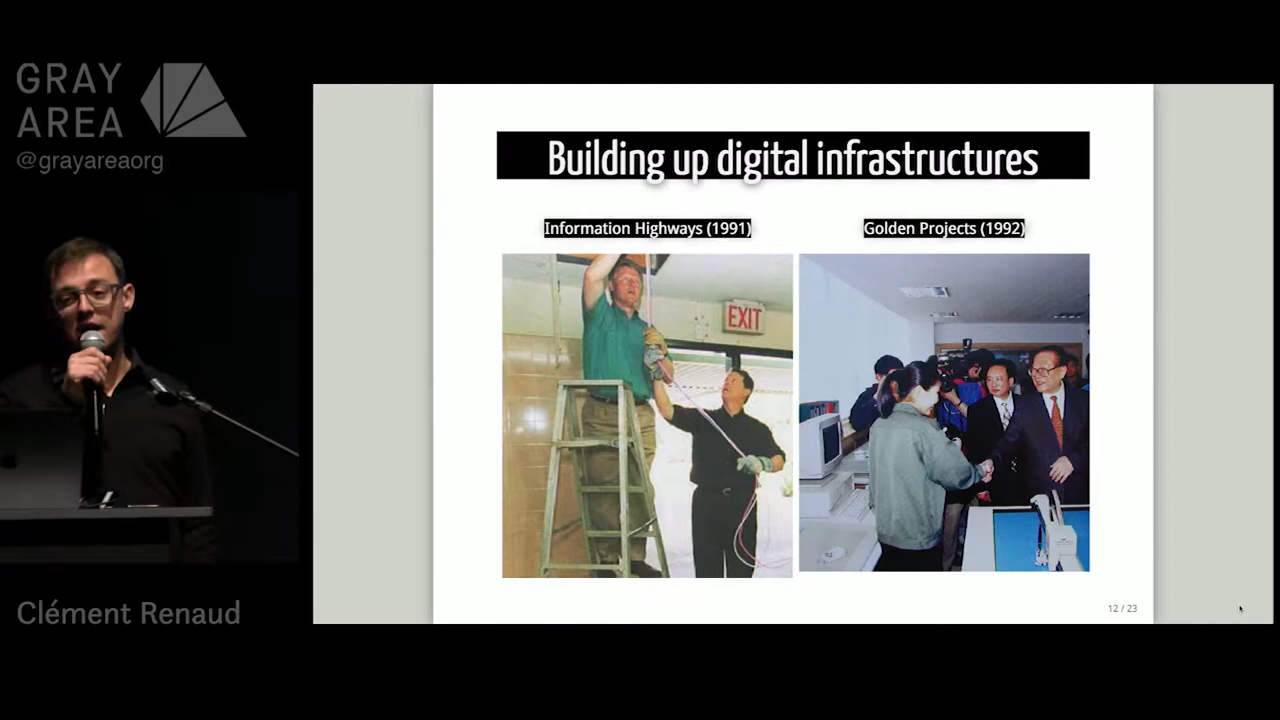 GRAY
AREA
@grayareaorg
Building up digital infrastructures
Information Highways (1991)
Golden Projects (1992)
EXIT
12 / 23
Clément Renaud